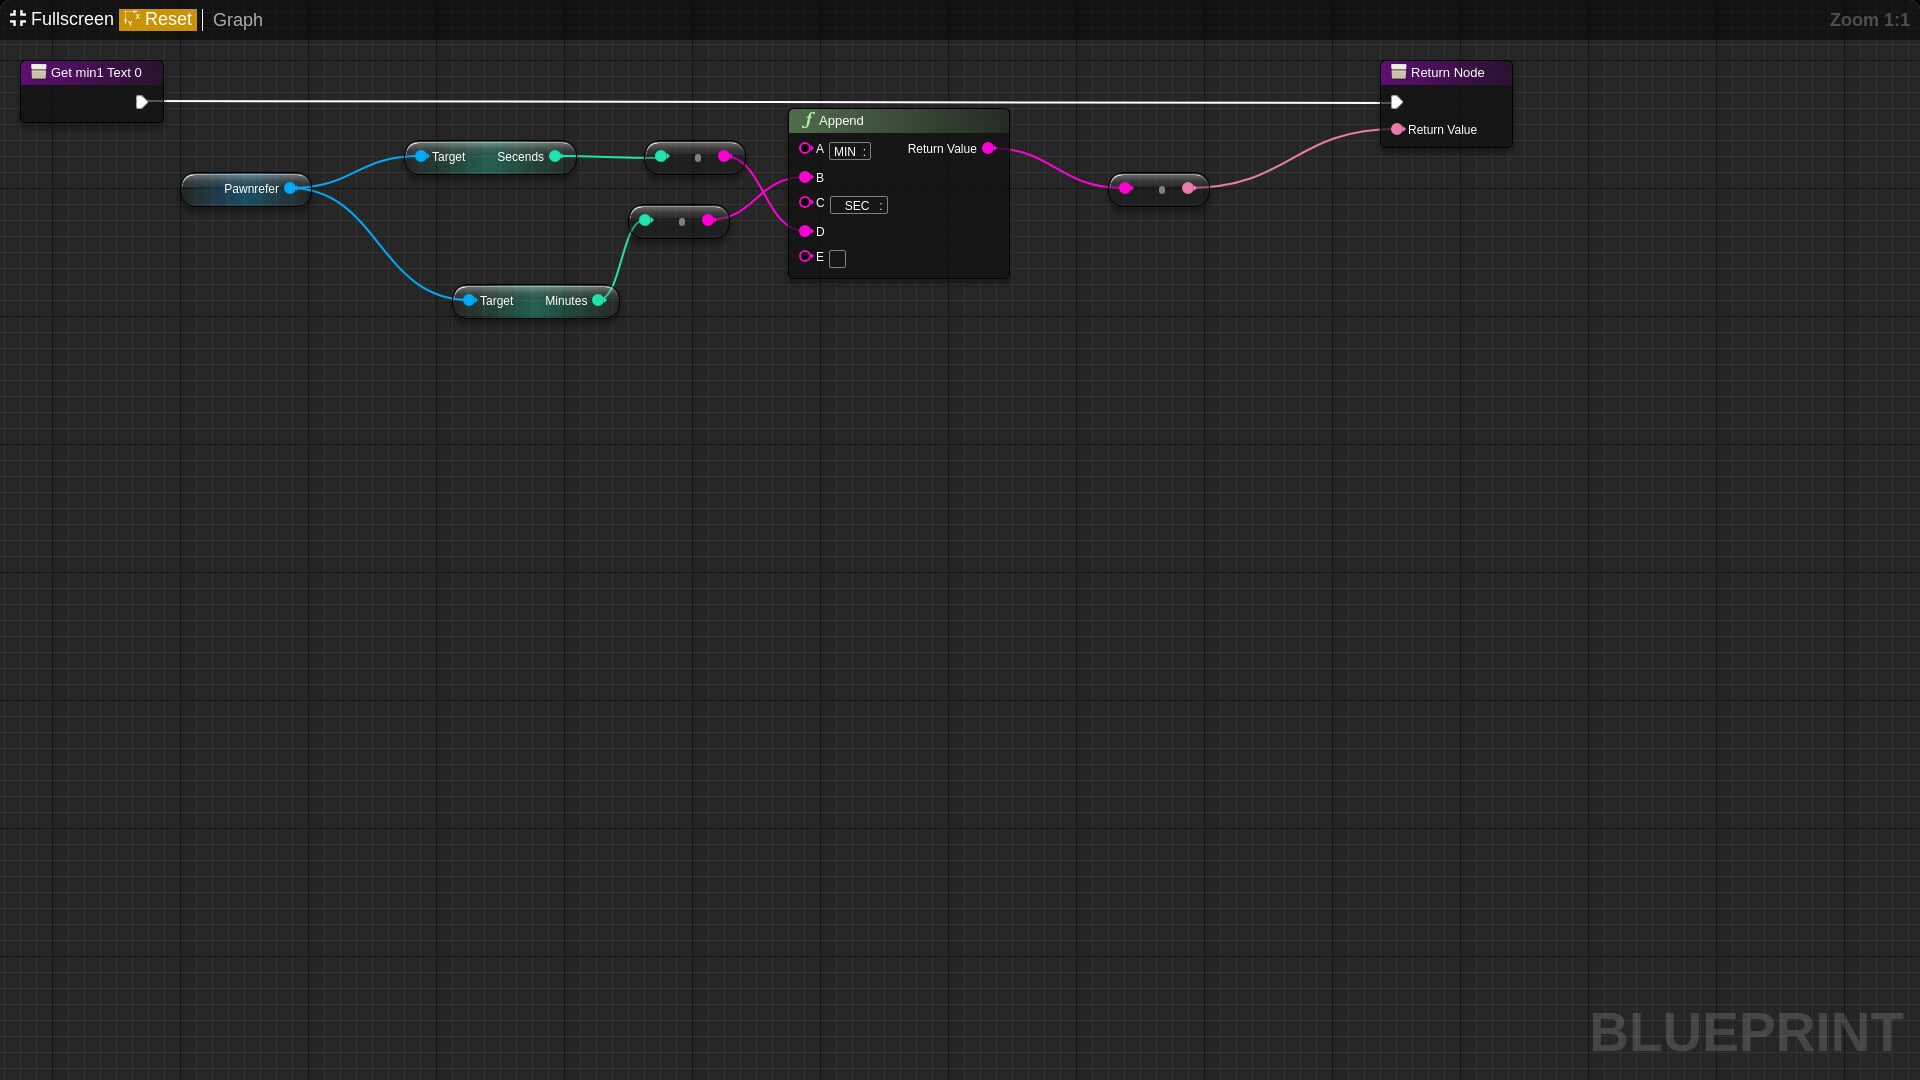 Fullscreen Reset Graph Zoom 1:1
Get min1 Text 0
Return Node
Append
Return Value
Target Secends
A MIN : Return Value
Pawnrefer
B
C SEC :
D
E
Target Minutes
BLUEPRINT